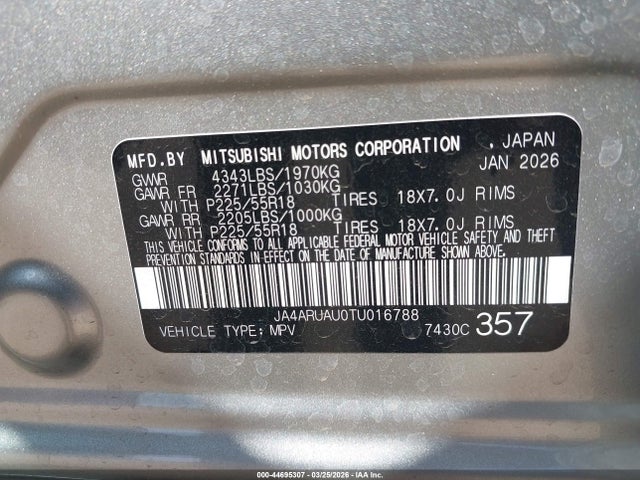 MFD.BY MITSUBISHI MOTORS CORPORATION , JAPAN
JAN 2026
GVWR 4343LBS/1970KG
GAWR FR 2271LBS/1030KG
WITH P225/55R18 TIRES 18X7.0J RIMS
GAWR RR 2205LBS/1000KG
WITH P225/55R18 TIRES 18X7.0J RIMS
THIS VEHICLE CONFORMS TO ALL APPLICABLE FEDERAL MOTOR VEHICLE SAFETY AND THEFT
PREVENTION STANDARDS IN EFFECT ON THE DATE OF MANUFACTURE SHOWN ABOVE.
JA4ARUAU0TU016788
VEHICLE TYPE: MPV 7430C 357
000-44695307 - 03/25/2026 - IAA Inc.